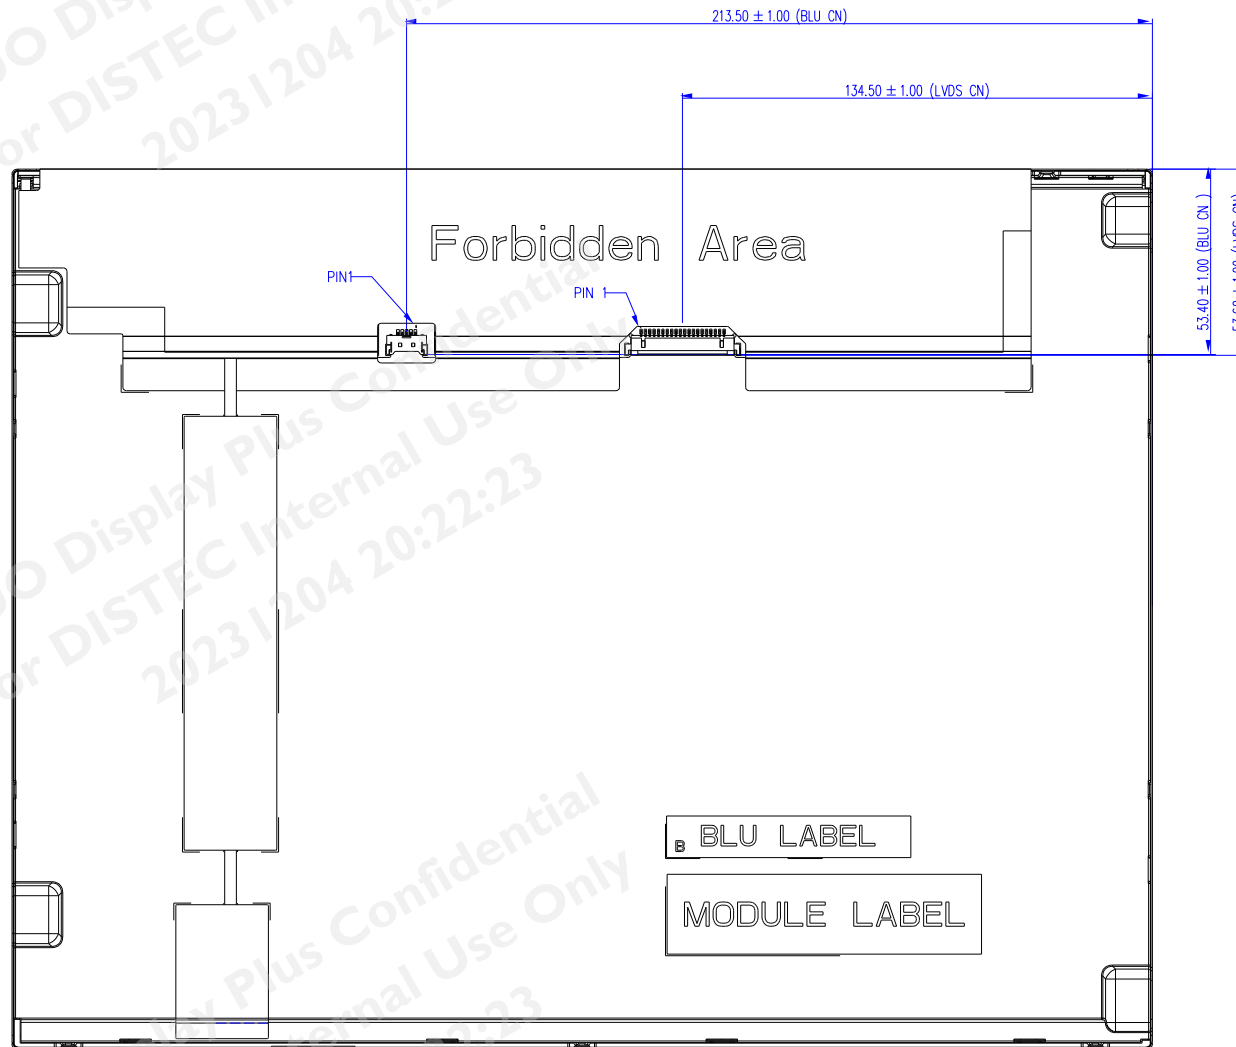 213.50 ± 1.00 (BLU CN)
134.50 ± 1.00 (LVDS CN)
Forbidden Area
PIN1
PIN 1
53.40 ± 1.00 (BLU CN )
B BLU LABEL
MODULE LABEL
Display Plus Confidential
or DISTEC Internal Use Only
20231204 20:22:23